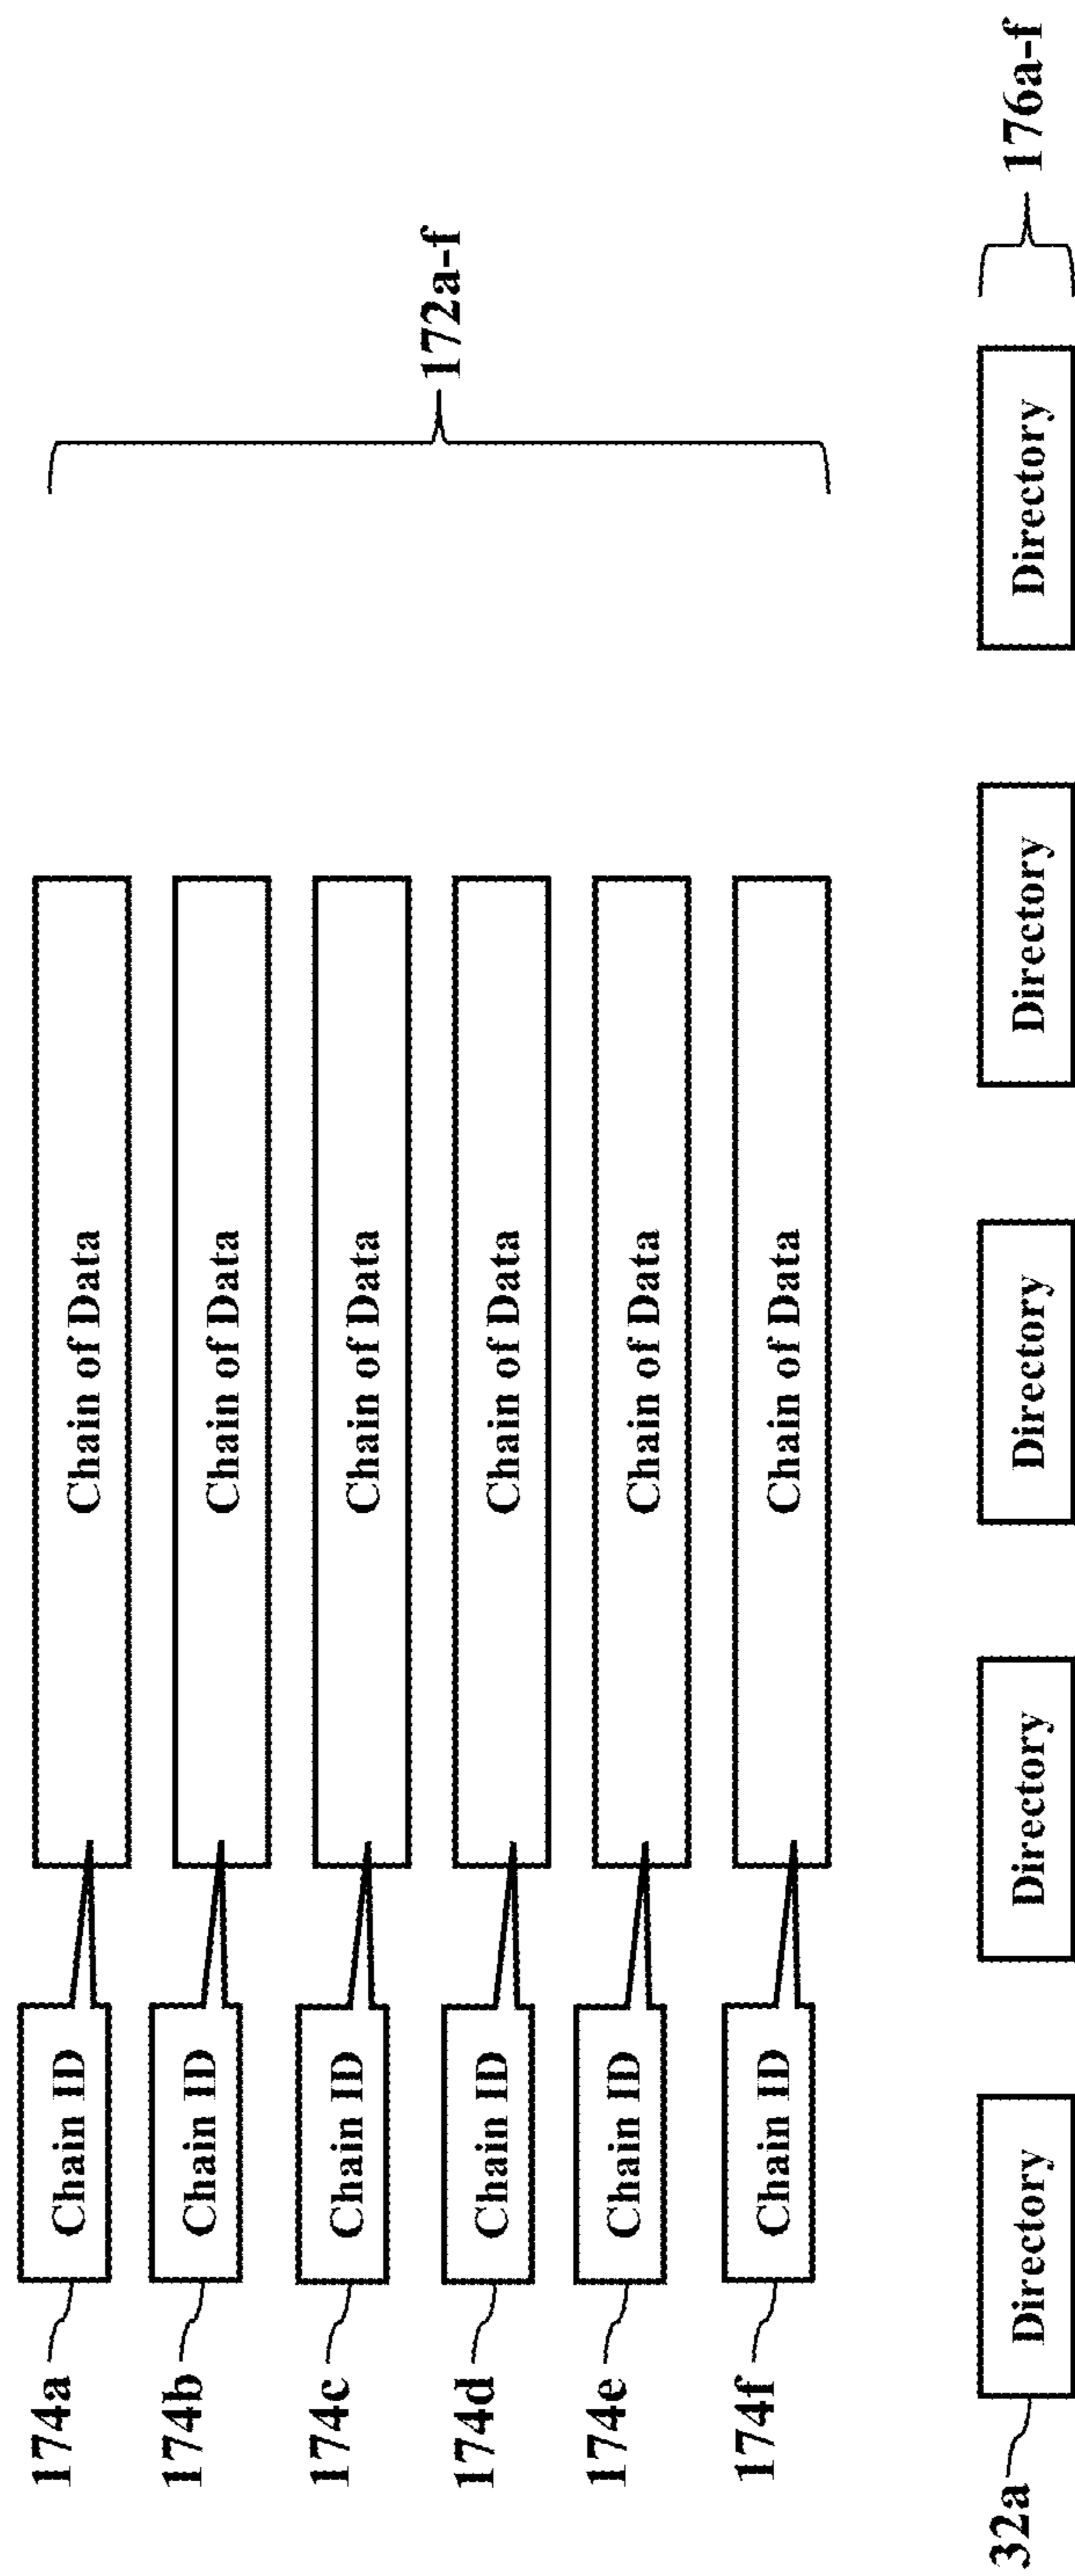 174a Chain ID Chain of Data
174b Chain ID Chain of Data
174c Chain ID Chain of Data
172a-f
174d Chain ID Chain of Data
174e Chain ID Chain of Data
174f Chain ID Chain of Data
32a Directory Directory Directory Directory Directory 176a-f